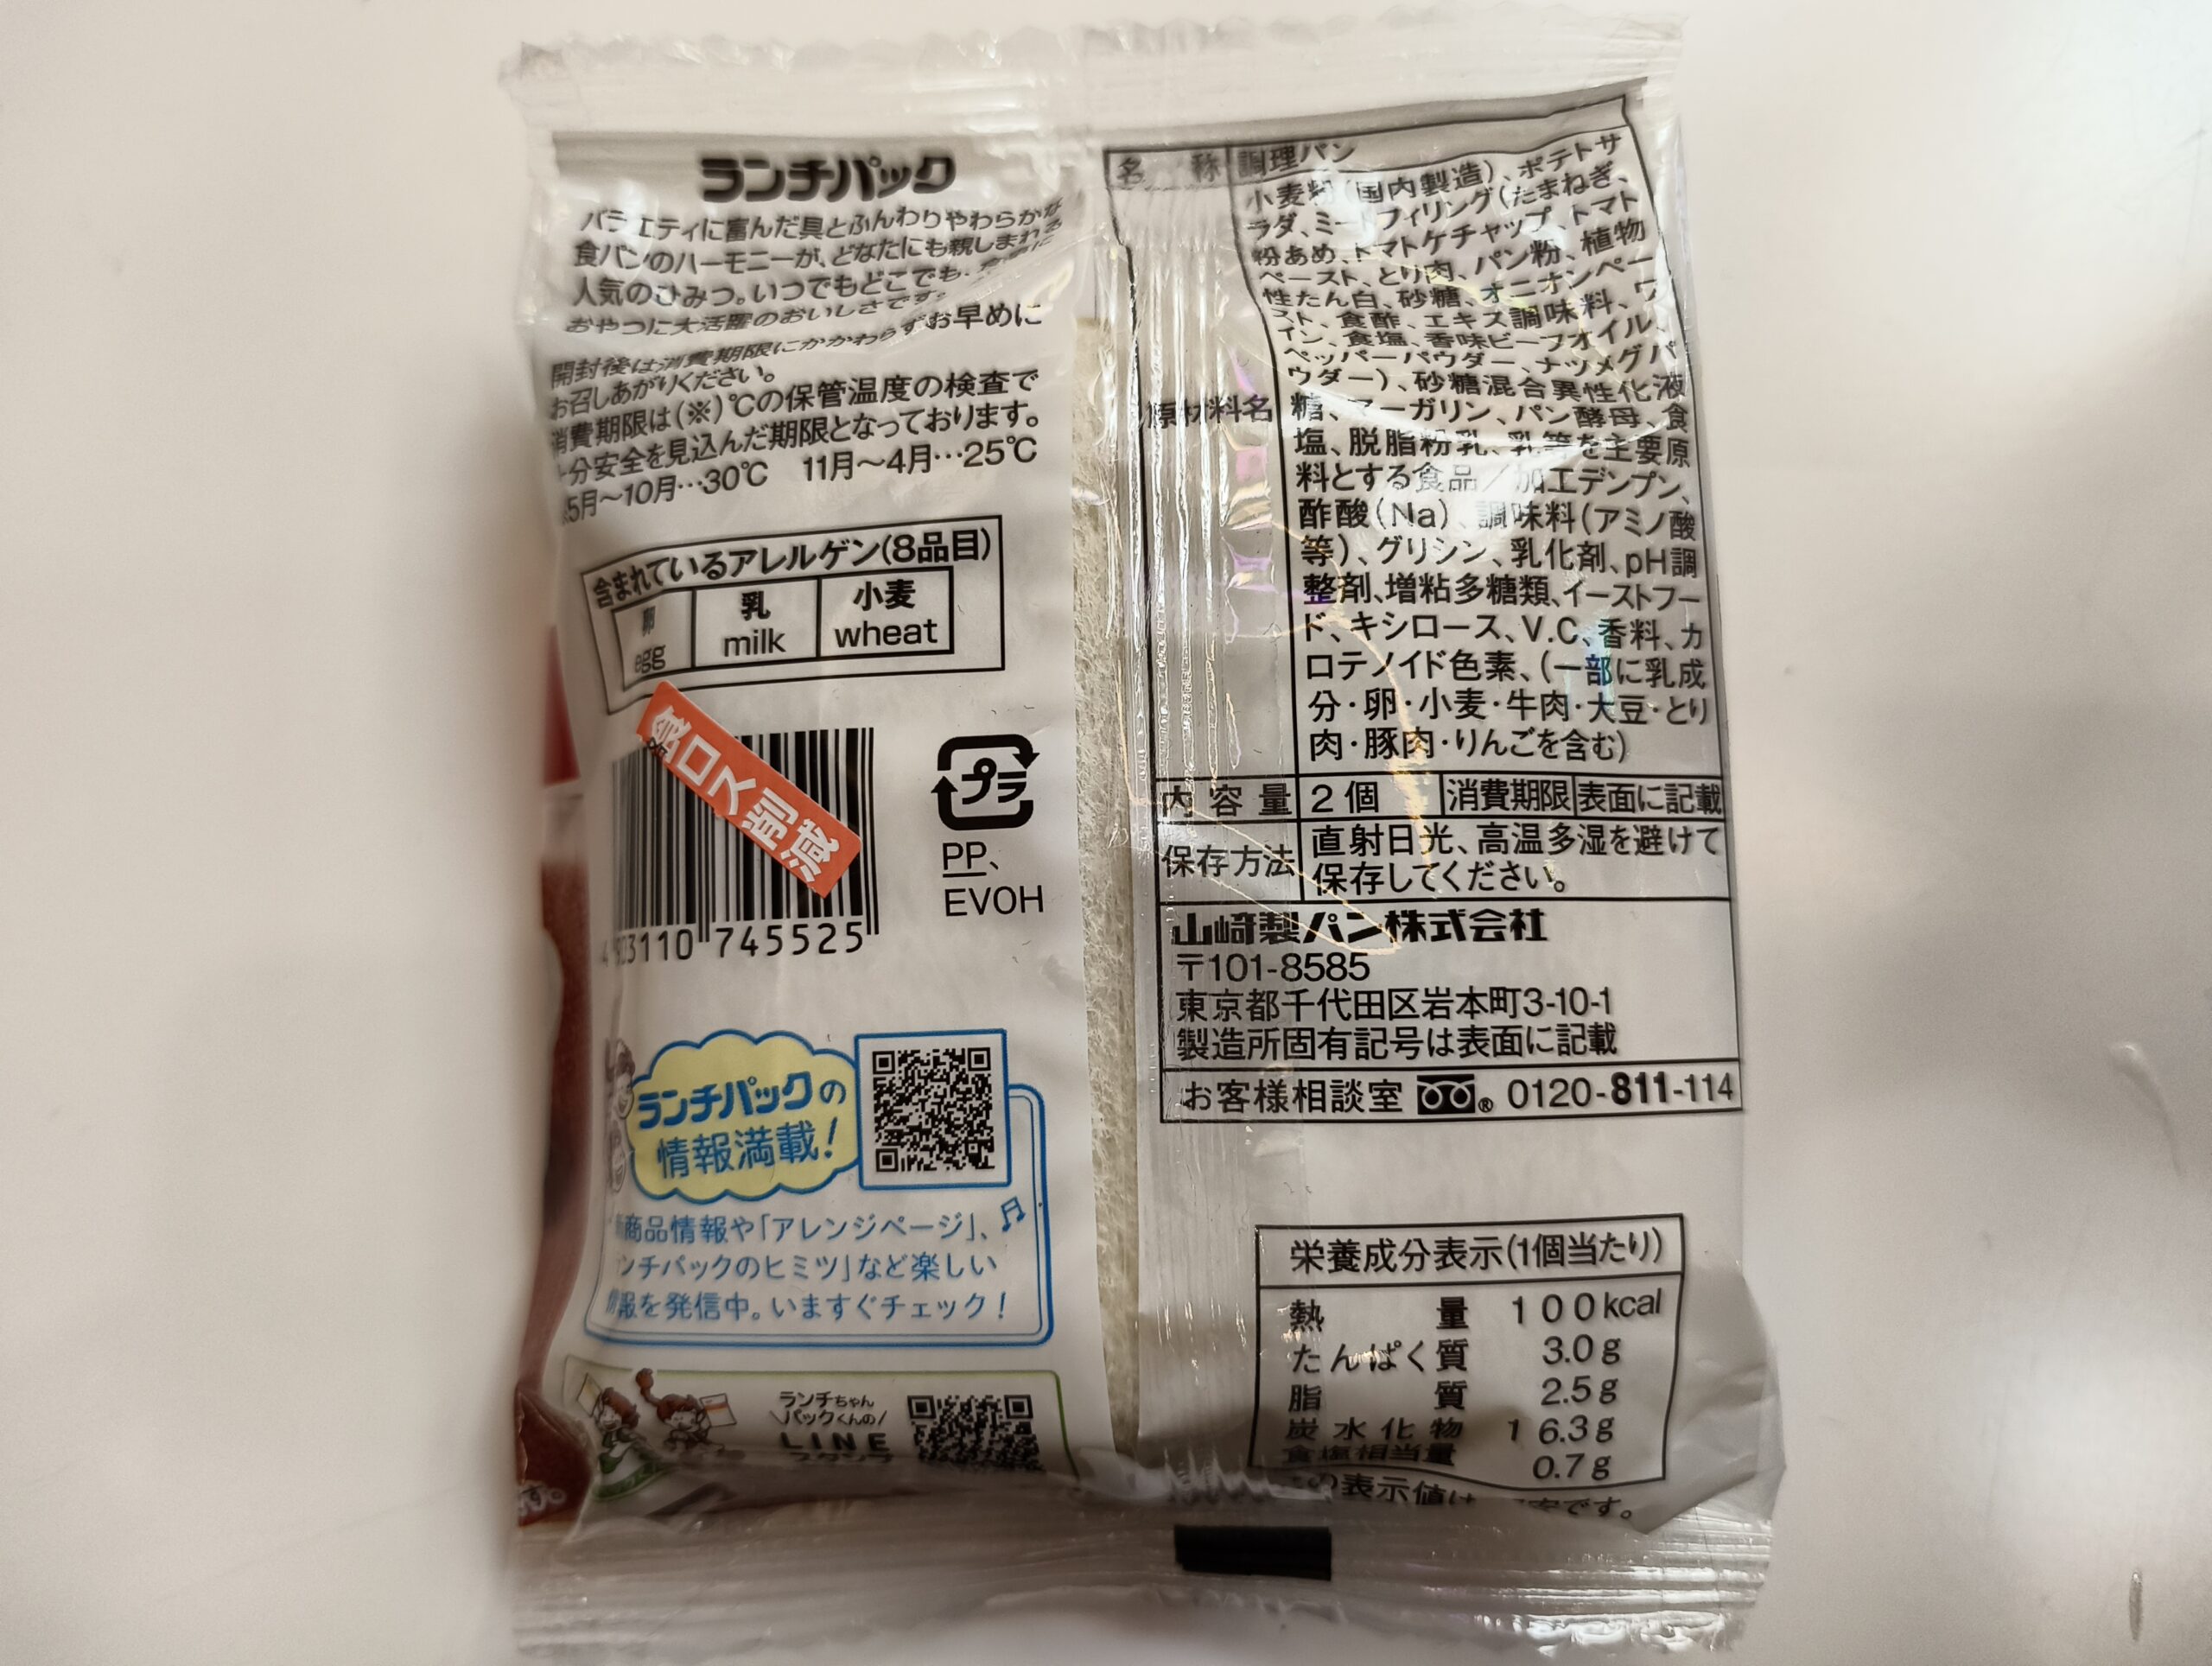 ランチパック
バラエティに富んだ具とふんわりやわらかな
食パンのハーモニーが、どなたにも親しまれる
人気のひみつ。いつでもどこでも、
おやつに大活躍のおいしさです。
開封後は消費期限にかかわらずお早めに
お召しあがりください。
消費期限は(※)℃の保管温度の検査で
十分安全を見込んだ期限となっております。
5月〜10月…30℃ 11月〜4月…25℃
含まれているアレルゲン(8品目)
卵 乳 小麦
egg milk wheat
食ロス削減
プラ
PP、
EVOH
4903110 745525
ランチパックの
情報満載!
新商品情報や「アレンジページ」、
ンチパックのヒミツ」など楽しい
情報を発信中。いますぐチェック!
ランチちゃん
パックくんの
LINE
スタンプ
す。
名称 調理パン
原材料名
小麦粉(国内製造)、ポテトサ
ラダ、ミートフィリング(たまねぎ、
粉あめ、トマトケチャップ、トマト
ペースト、とり肉、パン粉、植物
性たん白、砂糖、オニオンペー
スト、食酢、エキス調味料、ワ
イン、食塩、香味ビーフオイル、
ペッパーパウダー、ナツメグパ
ウダー)、砂糖混合異性化液
糖、マーガリン、パン酵母、食
塩、脱脂粉乳、乳等を主要原
料とする食品/加工デンプン、
酢酸(Na)、調味料(アミノ酸
等)、グリシン、乳化剤、pH調
整剤、増粘多糖類、イーストフー
ド、キシロース、V.C、香料、カ
ロテノイド色素、(一部に乳成
分・卵・小麦・牛肉・大豆・とり
肉・豚肉・りんごを含む)
内容量 2個 消費期限 表面に記載
保存方法 直射日光、高温多湿を避けて
保存してください。
山崎製パン株式会社
〒101-8585
東京都千代田区岩本町3-10-1
製造所固有記号は表面に記載
お客様相談室 ® 0120-811-114
栄養成分表示(1個当たり)
熱量 100kcal
たんぱく質 3.0g
脂質 2.5g
炭水化物 16.3g
食塩相当量 0.7g
の表示値は です。